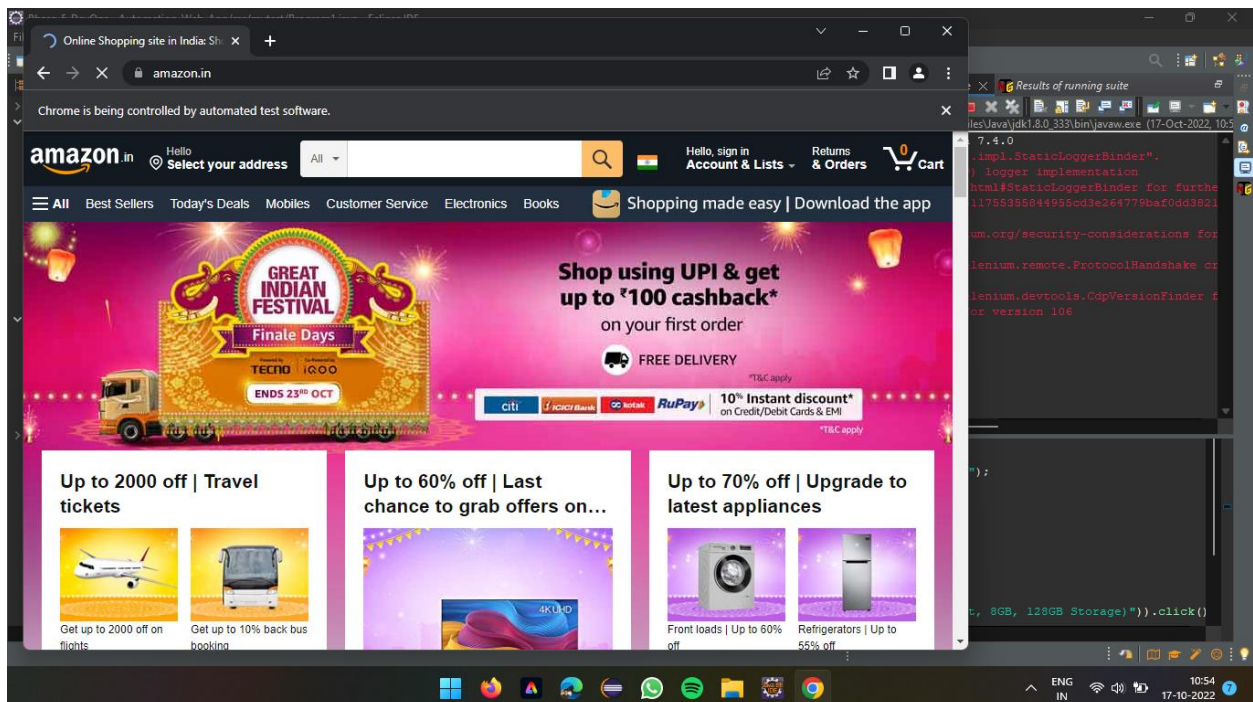 Online Shopping site in India: Sh
amazon.in
Chrome is being controlled by automated test software.
amazon.in
Hello
Select your address
All
Hello, sign in
Account & Lists
Returns
& Orders
0
Cart
All Best Sellers Today's Deals Mobiles Customer Service Electronics Books
Shopping made easy | Download the app
GREAT
INDIAN
FESTIVAL
Finale Days
TECNO iQOO
ENDS 23RD OCT
Shop using UPI & get
up to ₹100 cashback*
on your first order
FREE DELIVERY
*T&C apply
citi ICICI Bank kotak RuPay
10% Instant discount*
on Credit/Debit Cards & EMI
*T&C apply
Up to 2000 off | Travel
tickets
Get up to 2000 off on
flights
Get up to 10% back bus
booking
Up to 60% off | Last
chance to grab offers on...
4K UHD
Up to 70% off | Upgrade to
latest appliances
Front loads | Up to 60%
off
Refrigerators | Up to
55% off
Results of running suite
iles\Java\jdk1.8.0_333\bin\javaw.exe (17-Oct-2022, 10:5
7.4.0
.impl.StaticLoggerBinder".
) logger implementation
html#StaticLoggerBinder for furthe
um.org/security-considerations for
lenium.remote.ProtocolHandshake cr
lenium.devtools.CdpVersionFinder f
or version 106
");
t, 8GB, 128GB Storage)")).click()
ENG
IN
10:54
17-10-2022
7